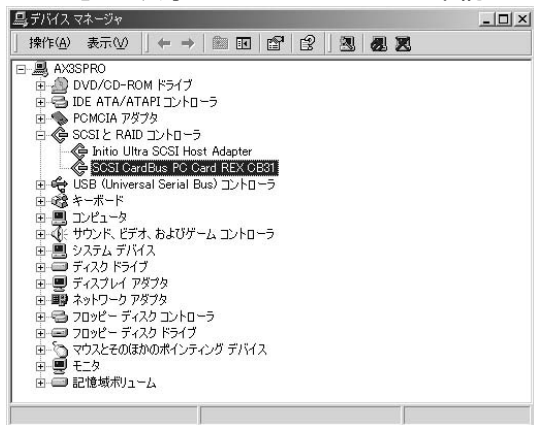 デバイス マネージャ
操作(A) 表示(V)
AX3SPRO
DVD/CD-ROM ドライブ
IDE ATA/ATAPI コントローラ
PCMCIA アダプタ
SCSI と RAID コントローラ
Initio Ultra SCSI Host Adapter
SCSI CardBus PC Card REX CB31
USB (Universal Serial Bus) コントローラ
キーボード
コンピュータ
サウンド、ビデオ、およびゲーム コントローラ
システム デバイス
ディスク ドライブ
ディスプレイ アダプタ
ネットワーク アダプタ
フロッピー ディスク コントローラ
フロッピー ディスク ドライブ
マウスとそのほかのポインティング デバイス
モニタ
記憶域ボリューム